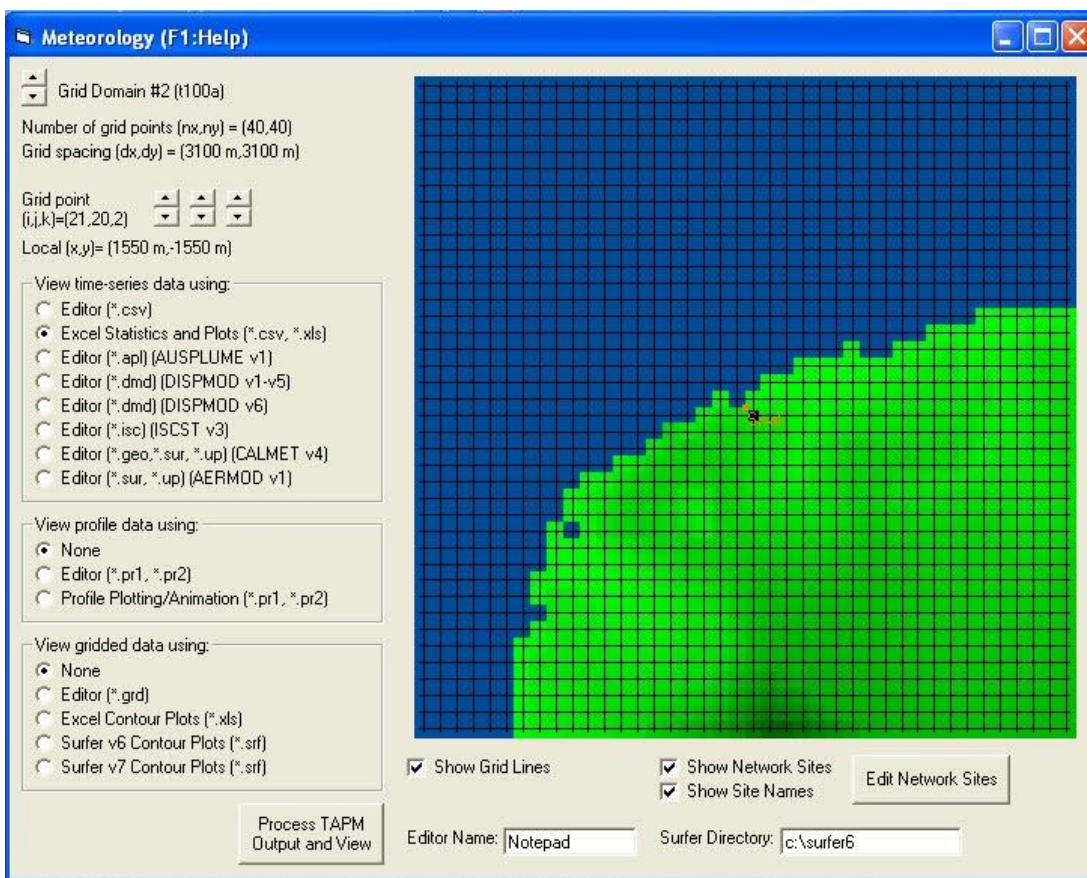 Meteorology (F1:Help)
Grid Domain #2 (t100a)
Number of grid points (nx,ny) = (40,40)
Grid spacing (dx,dy) = (3100 m,3100 m)
Grid point
(i,j,k)=(21,20,2)
Local (x,y)= (1550 m,-1550 m)
View time-series data using:
Editor (*.csv)
Excel Statistics and Plots (*.csv, *.xls)
Editor (*.apl) (AUSPLUME v1)
Editor (*.dmd) (DISPMOD v1-v5)
Editor (*.dmd) (DISPMOD v6)
Editor (*.isc) (ISCST v3)
Editor (*.geo,*.sur, *.up) (CALMET v4)
Editor (*.sur, *.up) (AERMOD v1)
View profile data using:
None
Editor (*.pr1, *.pr2)
Profile Plotting/Animation (*.pr1, *.pr2)
View gridded data using:
None
Editor (*.grd)
Excel Contour Plots (*.xls)
Surfer v6 Contour Plots (*.srf)
Surfer v7 Contour Plots (*.srf)
Process TAPM
Output and View
Show Grid Lines
Show Network Sites
Show Site Names
Edit Network Sites
Editor Name: Notepad
Surfer Directory: c:\surfer6